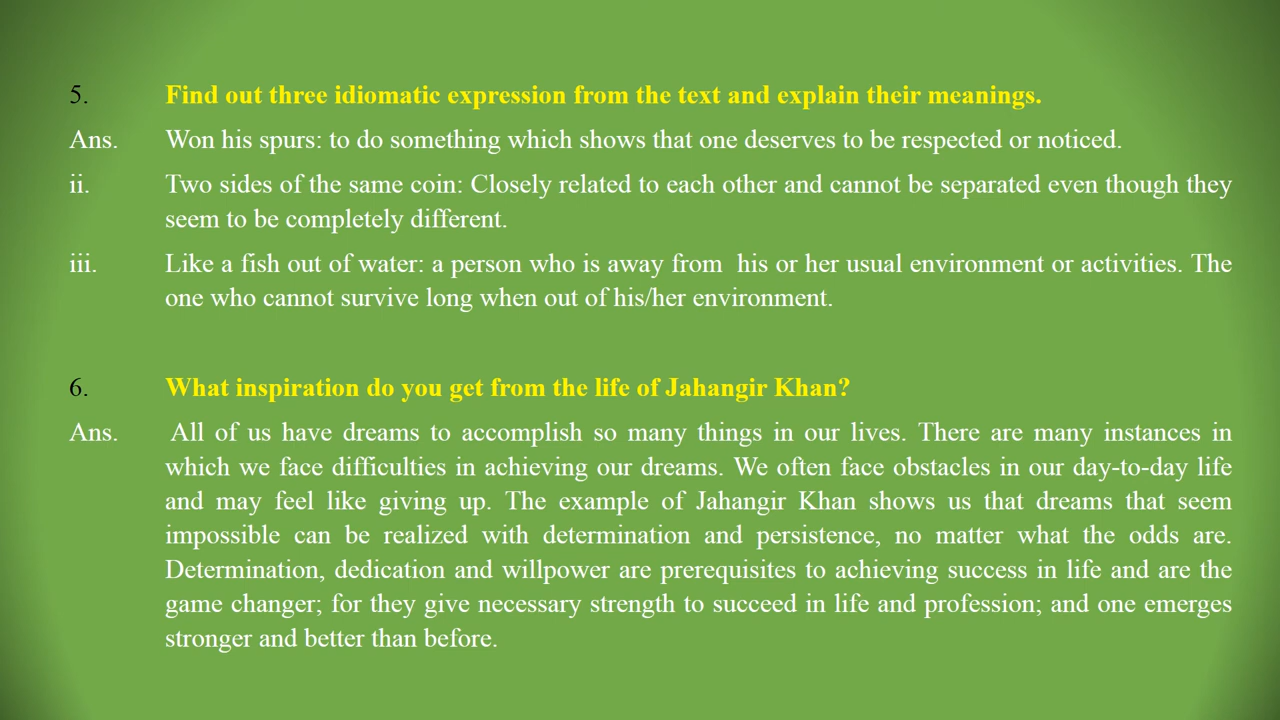 5. Find out three idiomatic expression from the text and explain their meanings.
Ans. Won his spurs: to do something which shows that one deserves to be respected or noticed.
ii. Two sides of the same coin: Closely related to each other and cannot be separated even though they
seem to be completely different.
iii. Like a fish out of water: a person who is away from his or her usual environment or activities. The
one who cannot survive long when out of his/her environment.
6. What inspiration do you get from the life of Jahangir Khan?
Ans. All of us have dreams to accomplish so many things in our lives. There are many instances in
which we face difficulties in achieving our dreams. We often face obstacles in our day-to-day life
and may feel like giving up. The example of Jahangir Khan shows us that dreams that seem
impossible can be realized with determination and persistence, no matter what the odds are.
Determination, dedication and willpower are prerequisites to achieving success in life and are the
game changer; for they give necessary strength to succeed in life and profession; and one emerges
stronger and better than before.